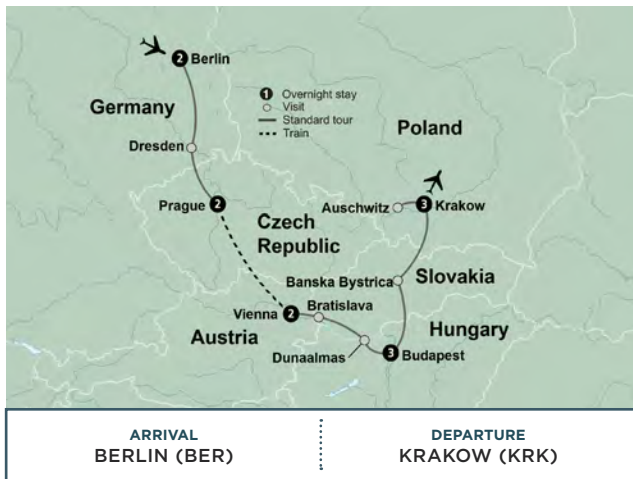 2 Berlin
Germany
1 Overnight stay
Visit
Standard tour
Train
Poland
Dresden
Prague 2
Auschwitz
3 Krakow
Czech
Republic
Banska Bystrica
Slovakia
Vienna 2
Bratislava
Austria
Hungary
Dunaalmas
3 Budapest
ARRIVAL
BERLIN (BER)
DEPARTURE
KRAKOW (KRK)